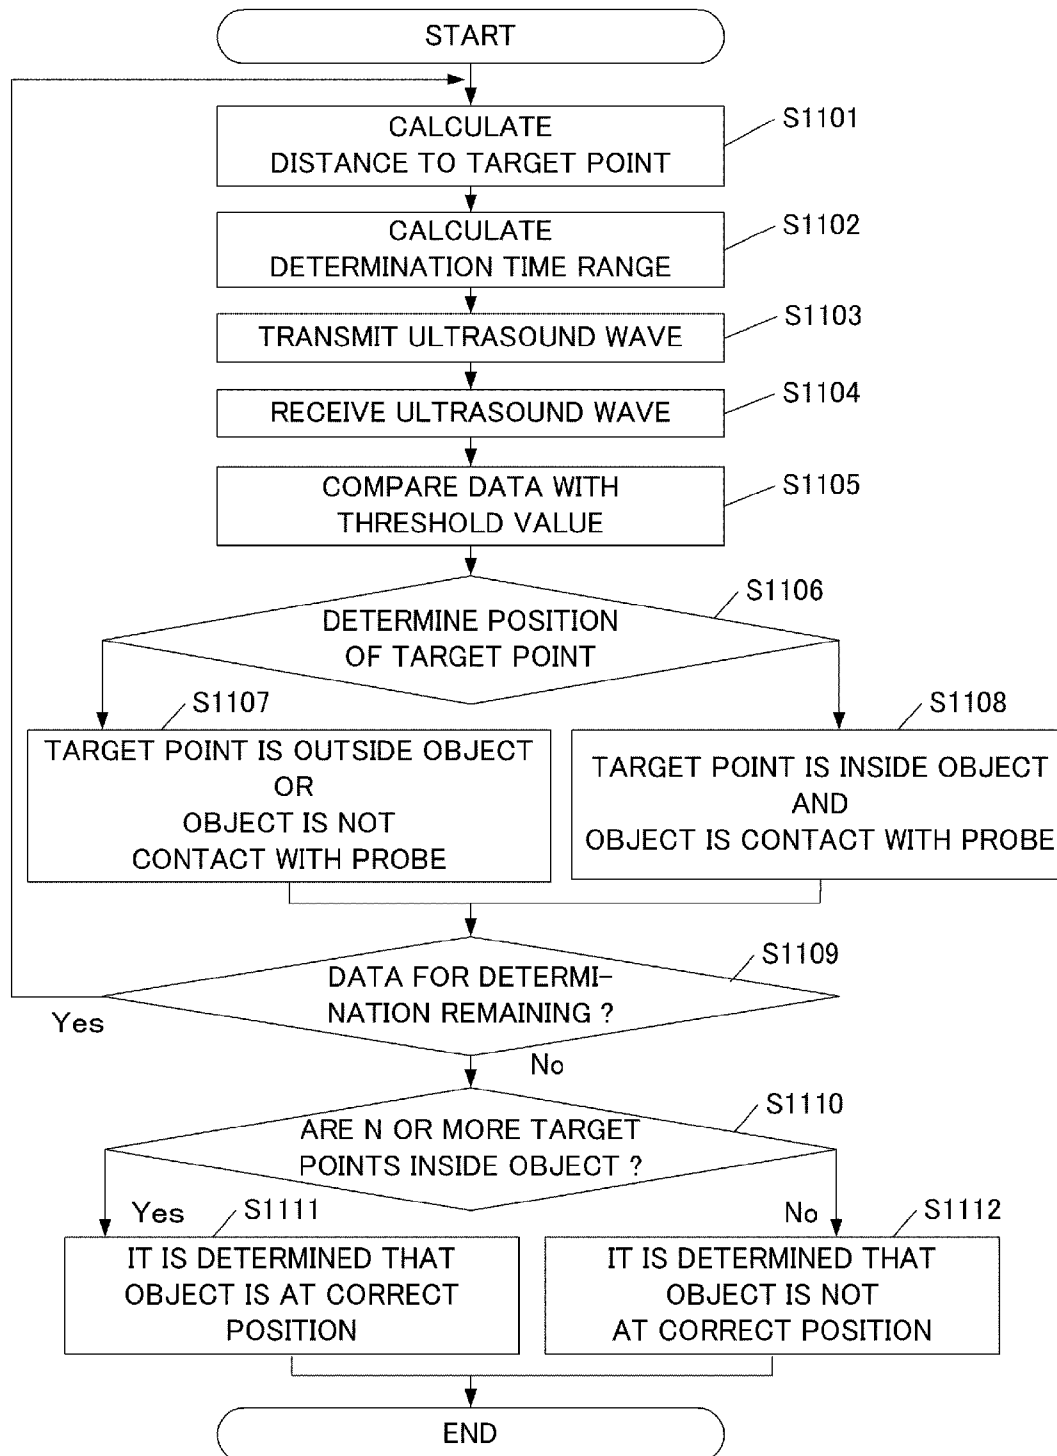 START
CALCULATE
DISTANCE TO TARGET POINT
S1101
CALCULATE
DETERMINATION TIME RANGE
S1102
TRANSMIT ULTRASOUND WAVE
S1103
RECEIVE ULTRASOUND WAVE
S1104
COMPARE DATA WITH
THRESHOLD VALUE
S1105
DETERMINE POSITION
OF TARGET POINT
S1106
S1107
TARGET POINT IS OUTSIDE OBJECT
OR
OBJECT IS NOT
CONTACT WITH PROBE
S1108
TARGET POINT IS INSIDE OBJECT
AND
OBJECT IS CONTACT WITH PROBE
S1109
DATA FOR DETERMI-
NATION REMAINING ?
Yes
No
S1110
ARE N OR MORE TARGET
POINTS INSIDE OBJECT ?
Yes
S1111
IT IS DETERMINED THAT
OBJECT IS AT CORRECT
POSITION
No
S1112
IT IS DETERMINED THAT
OBJECT IS NOT
AT CORRECT POSITION
END